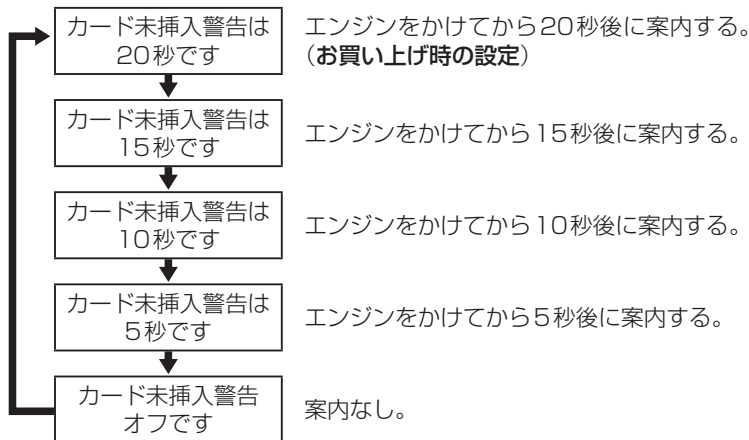 カード未挿入警告は
20秒です
エンジンをかけてから20秒後に案内する。
（お買い上げ時の設定）
カード未挿入警告は
15秒です
エンジンをかけてから15秒後に案内する。
カード未挿入警告は
10秒です
エンジンをかけてから10秒後に案内する。
カード未挿入警告は
5秒です
エンジンをかけてから5秒後に案内する。
カード未挿入警告
オフです
案内なし。